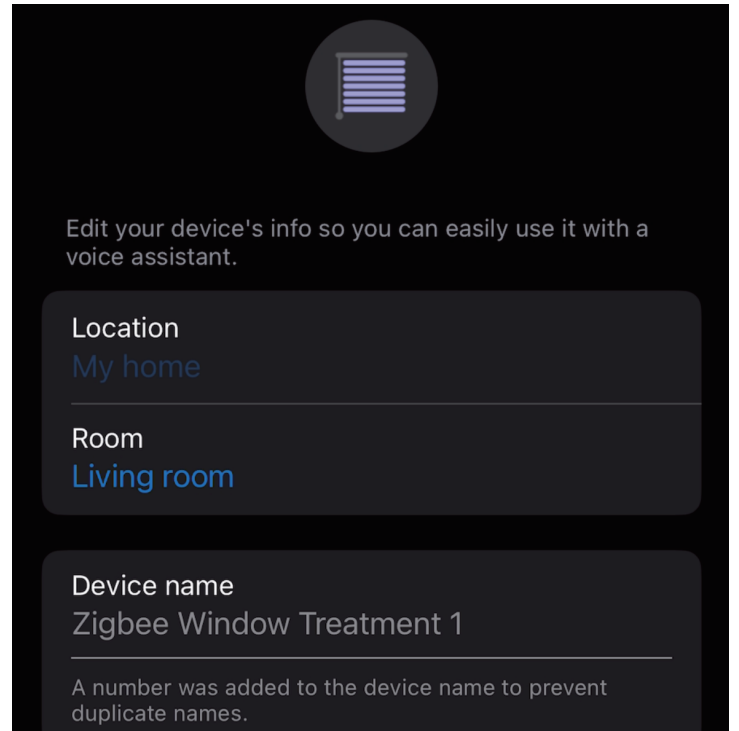 Edit your device's info so you can easily use it with a
voice assistant.
Location
My home
Room
Living room
Device name
Zigbee Window Treatment 1
A number was added to the device name to prevent
duplicate names.